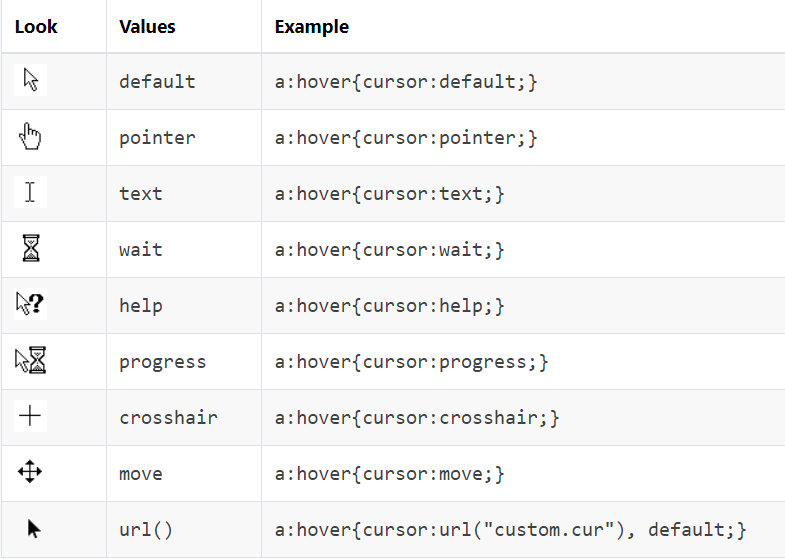 Look Values Example
default a:hover{cursor:default;}
pointer a:hover{cursor:pointer;}
text a:hover{cursor:text;}
wait a:hover{cursor:wait;}
? help a:hover{cursor:help;}
progress a:hover{cursor:progress;}
crosshair a:hover{cursor:crosshair;}
move a:hover{cursor:move;}
url() a:hover{cursor:url("custom.cur"), default;}